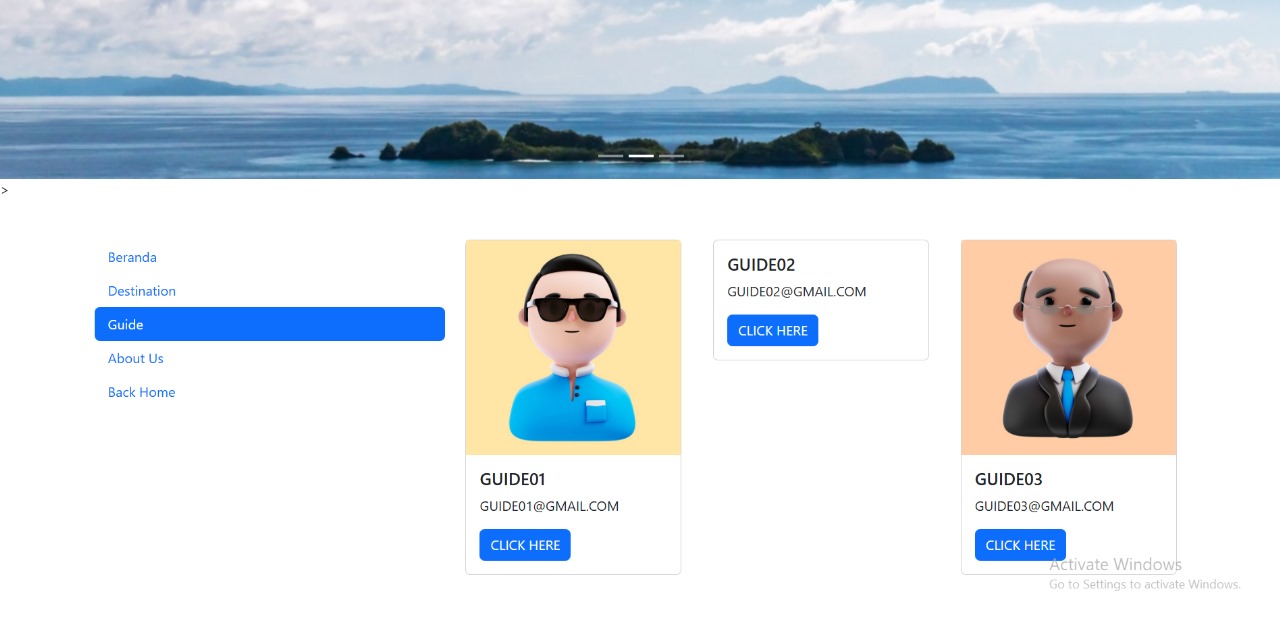 >
Beranda
Destination
Guide
About Us
Back Home
GUIDE01
GUIDE01@GMAIL.COM
CLICK HERE
GUIDE02
GUIDE02@GMAIL.COM
CLICK HERE
GUIDE03
GUIDE03@GMAIL.COM
CLICK HERE
Activate Windows
Go to Settings to activate Windows.